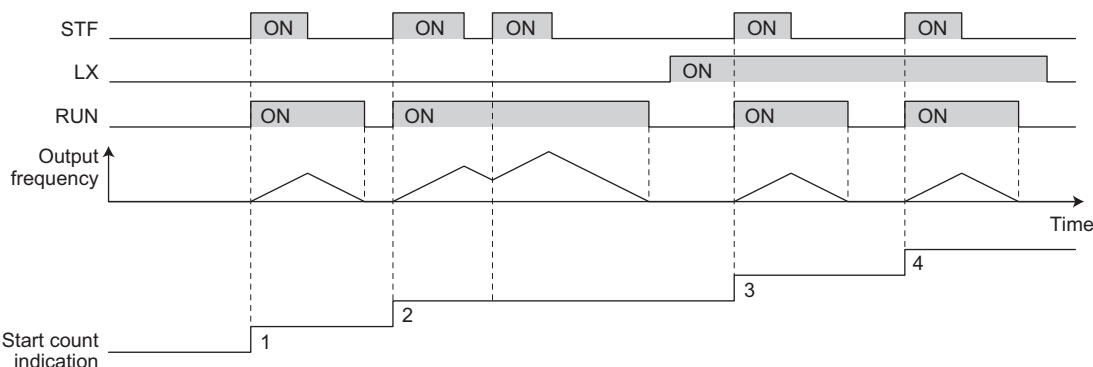 STF ON ON ON ON ON
LX ON
RUN ON ON ON ON
Output
frequency
Time
4
3
2
1
Start count
indication